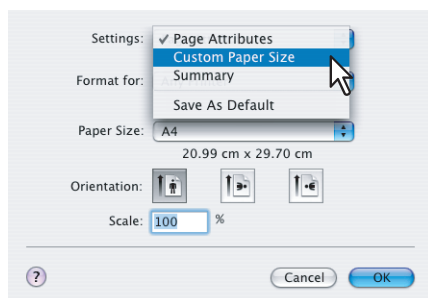 Settings: ✓ Page Attributes
Custom Paper Size
Summary
Format for:
Save As Default
Paper Size: A4
20.99 cm x 29.70 cm
Orientation:
Scale: 100 %
? Cancel OK